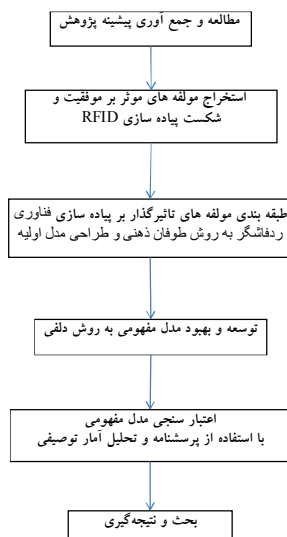 مطالعه و جمع آوری پیشینه پژوهش
استخراج مولفه های موثر بر موفقیت و
شکست پیاده سازی RFID
طبقه بندی مولفه های تاثیرگذار بر پیاده سازی فناوری
ردفاشگر به روش طوفان ذهنی و طراحی مدل اولیه
توسعه و بهبود مدل مفهومی به روش دلفی
اعتبار سنجی مدل مفهومی
با استفاده از پرسشنامه و تحلیل آمار توصیفی
بحث و نتیجه‌گیری